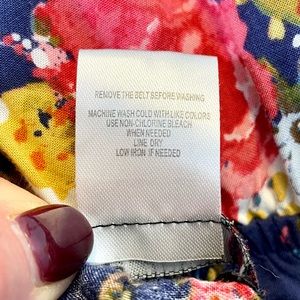 REMOVE THE BELT BEFORE WASHING
MACHINE WASH COLD WITH LIKE COLORS
USE NON-CHLORINE BLEACH
WHEN NEEDED
LINE DRY
LOW IRON IF NEEDED